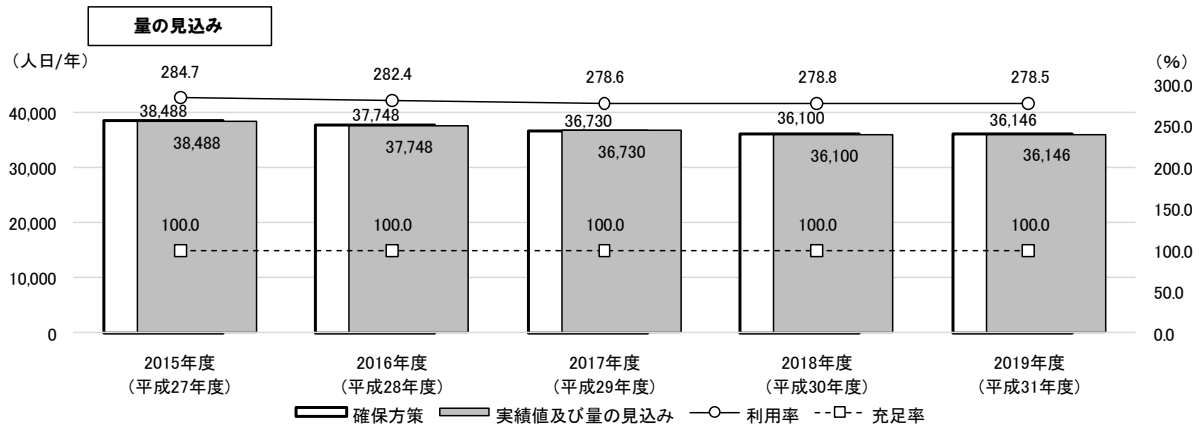 量の見込み
（人日/年）
（%）
284.7 282.4 278.6 278.8 278.5
300.0
40,000
38,488 37,748 36,730 36,100 36,146
250.0
38,488 37,748 36,730 36,100 36,146
30,000
200.0
20,000
150.0
100.0 100.0 100.0 100.0 100.0
100.0
10,000
50.0
0
0.0
2015年度 2016年度 2017年度 2018年度 2019年度
（平成27年度） （平成28年度） （平成29年度） （平成30年度） （平成31年度）
確保方策 実績値及び量の見込み 利用率 充足率